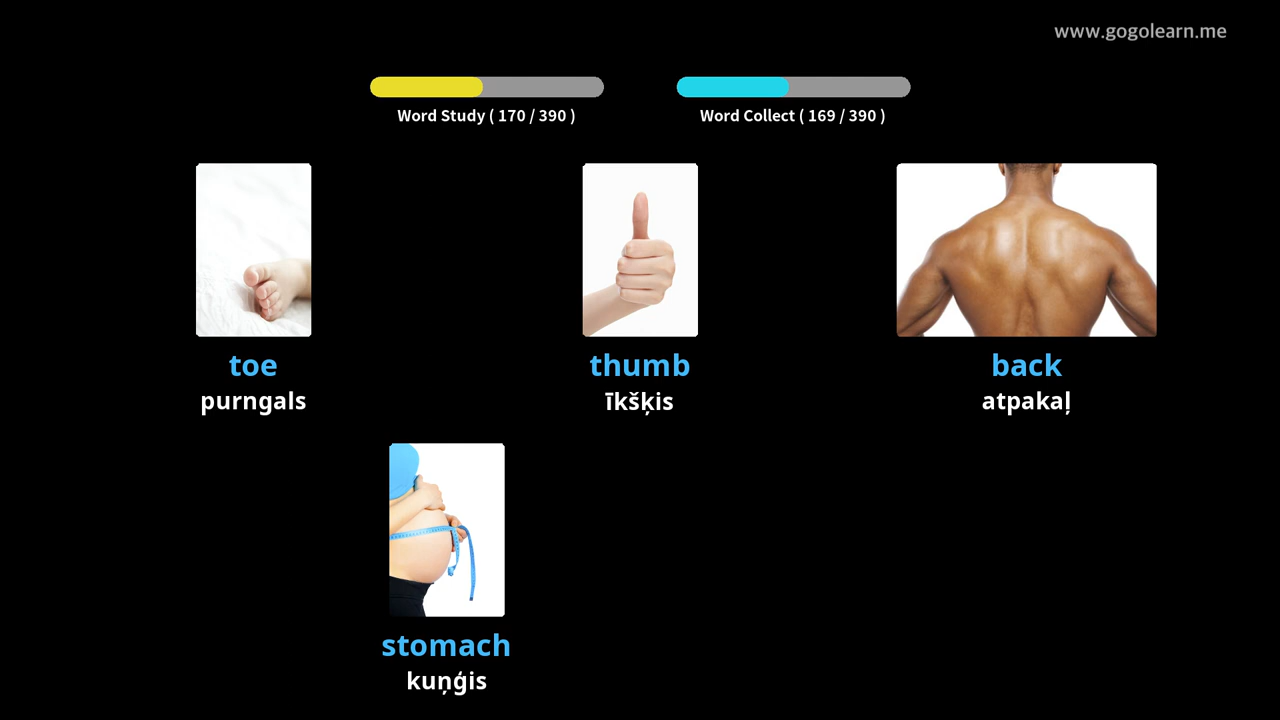 www.gogolearn.me
Word Study ( 170 / 390 )
Word Collect ( 169 / 390 )
toe
purngals
thumb
īkšķis
back
atpakaļ
stomach
kuņģis